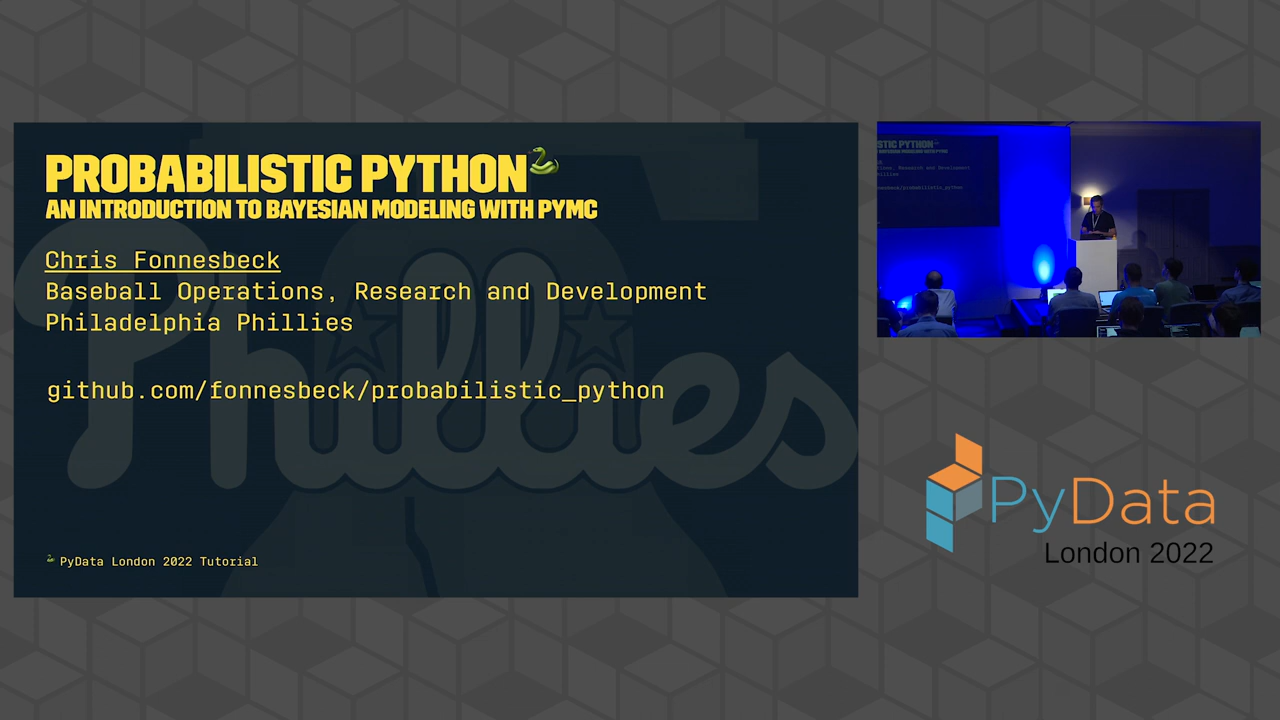 PROBABILISTIC PYTHON
AN INTRODUCTION TO BAYESIAN MODELING WITH PYMC
Chris Fonnesbeck
Baseball Operations, Research and Development
Philadelphia Phillies
github.com/fonnesbeck/probabilistic_python
Phillies
PyData London 2022 Tutorial
PyData
London 2022